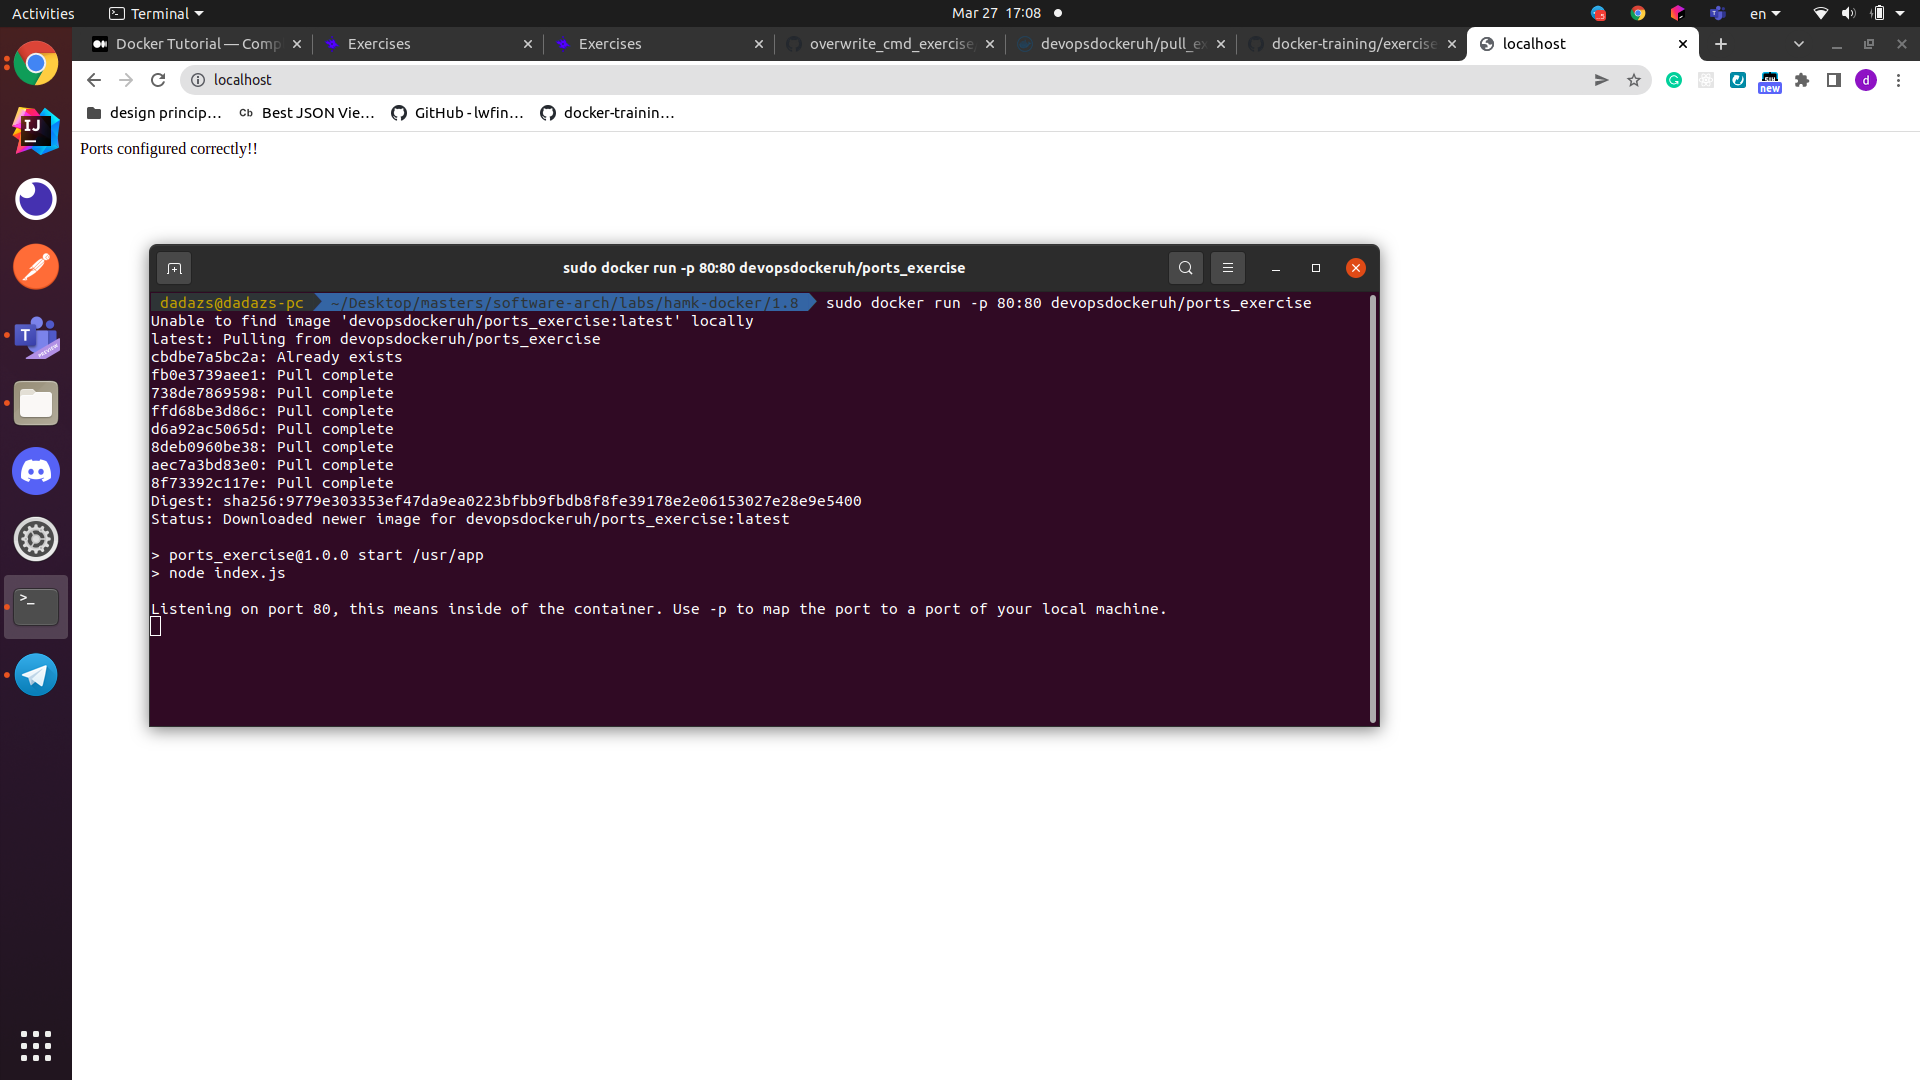 Activities
Terminal
Mar 27 17:08
en
Docker Tutorial — Comp
Exercises
Exercises
overwrite_cmd_exercise
devopsdockeruh/pull_ex
docker-training/exercise
localhost
localhost
new
d
design princip...
Cb Best JSON Vie...
GitHub - lwfin...
docker-trainin...
Ports configured correctly!!
IJ
T
PREVIEW
sudo docker run -p 80:80 devopsdockeruh/ports_exercise
dadazs@dadazs-pc ~/Desktop/masters/software-arch/labs/hamk-docker/1.8 sudo docker run -p 80:80 devopsdockeruh/ports_exercise
Unable to find image 'devopsdockeruh/ports_exercise:latest' locally
latest: Pulling from devopsdockeruh/ports_exercise
cbdbe7a5bc2a: Already exists
fb0e3739aee1: Pull complete
738de7869598: Pull complete
ffd68be3d86c: Pull complete
d6a92ac5065d: Pull complete
8deb0960be38: Pull complete
aec7a3bd83e0: Pull complete
8f73392c117e: Pull complete
Digest: sha256:9779e303353ef47da9ea0223bfbb9fbdb8f8fe39178e2e06153027e28e9e5400
Status: Downloaded newer image for devopsdockeruh/ports_exercise:latest
> ports_exercise@1.0.0 start /usr/app
> node index.js
Listening on port 80, this means inside of the container. Use -p to map the port to a port of your local machine.